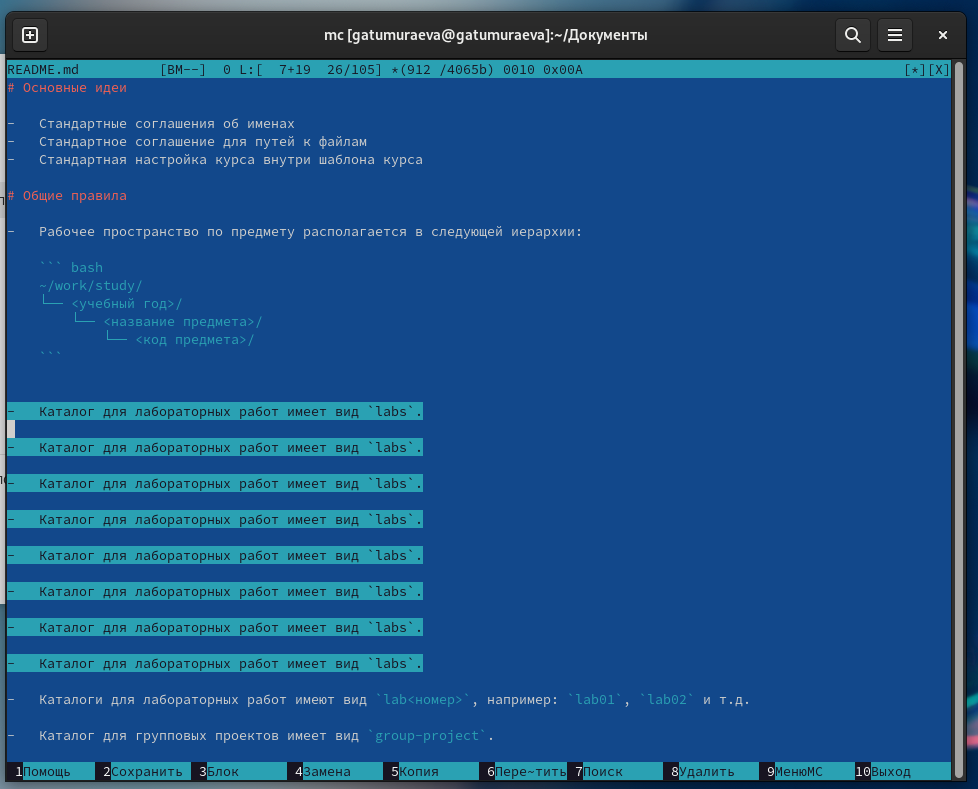 mc [gatumuraeva@gatumuraeva]:~/Документы
README.md [BM--] 0 L:[ 7+19 26/105] *(912 /4065b) 0010 0x00A [*][X]
# Основные идеи
- Стандартные соглашения об именах
- Стандартное соглашение для путей к файлам
- Стандартная настройка курса внутри шаблона курса
# Общие правила
- Рабочее пространство по предмету располагается в следующей иерархии:
``` bash
~/work/study/
└── <учебный год>/
└── <название предмета>/
└── <код предмета>/
```
- Каталог для лабораторных работ имеет вид `labs`.
- Каталог для лабораторных работ имеет вид `labs`.
- Каталог для лабораторных работ имеет вид `labs`.
- Каталог для лабораторных работ имеет вид `labs`.
- Каталог для лабораторных работ имеет вид `labs`.
- Каталог для лабораторных работ имеет вид `labs`.
- Каталог для лабораторных работ имеет вид `labs`.
- Каталог для лабораторных работ имеет вид `labs`.
- Каталоги для лабораторных работ имеют вид `lab<номер>`, например: `lab01`, `lab02` и т.д.
- Каталог для групповых проектов имеет вид `group-project`.
1Помощь 2Сохранить 3Блок 4Замена 5Копия 6Пере~тить 7Поиск 8Удалить 9МенюMC 10Выход